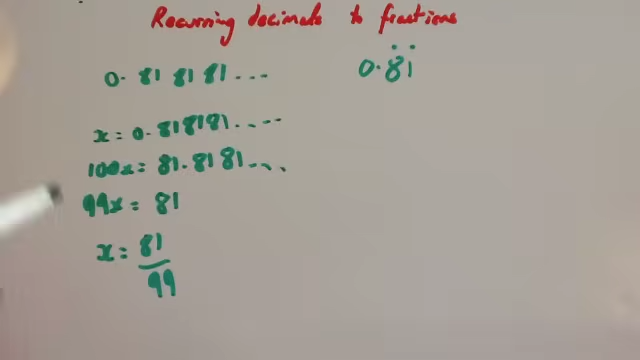 Recurring decimals to fractions
0. 81 81 81 ...
0.8̇1̇
x = 0.818181.....
100x = 81.8181....
99x = 81
x = 81/99